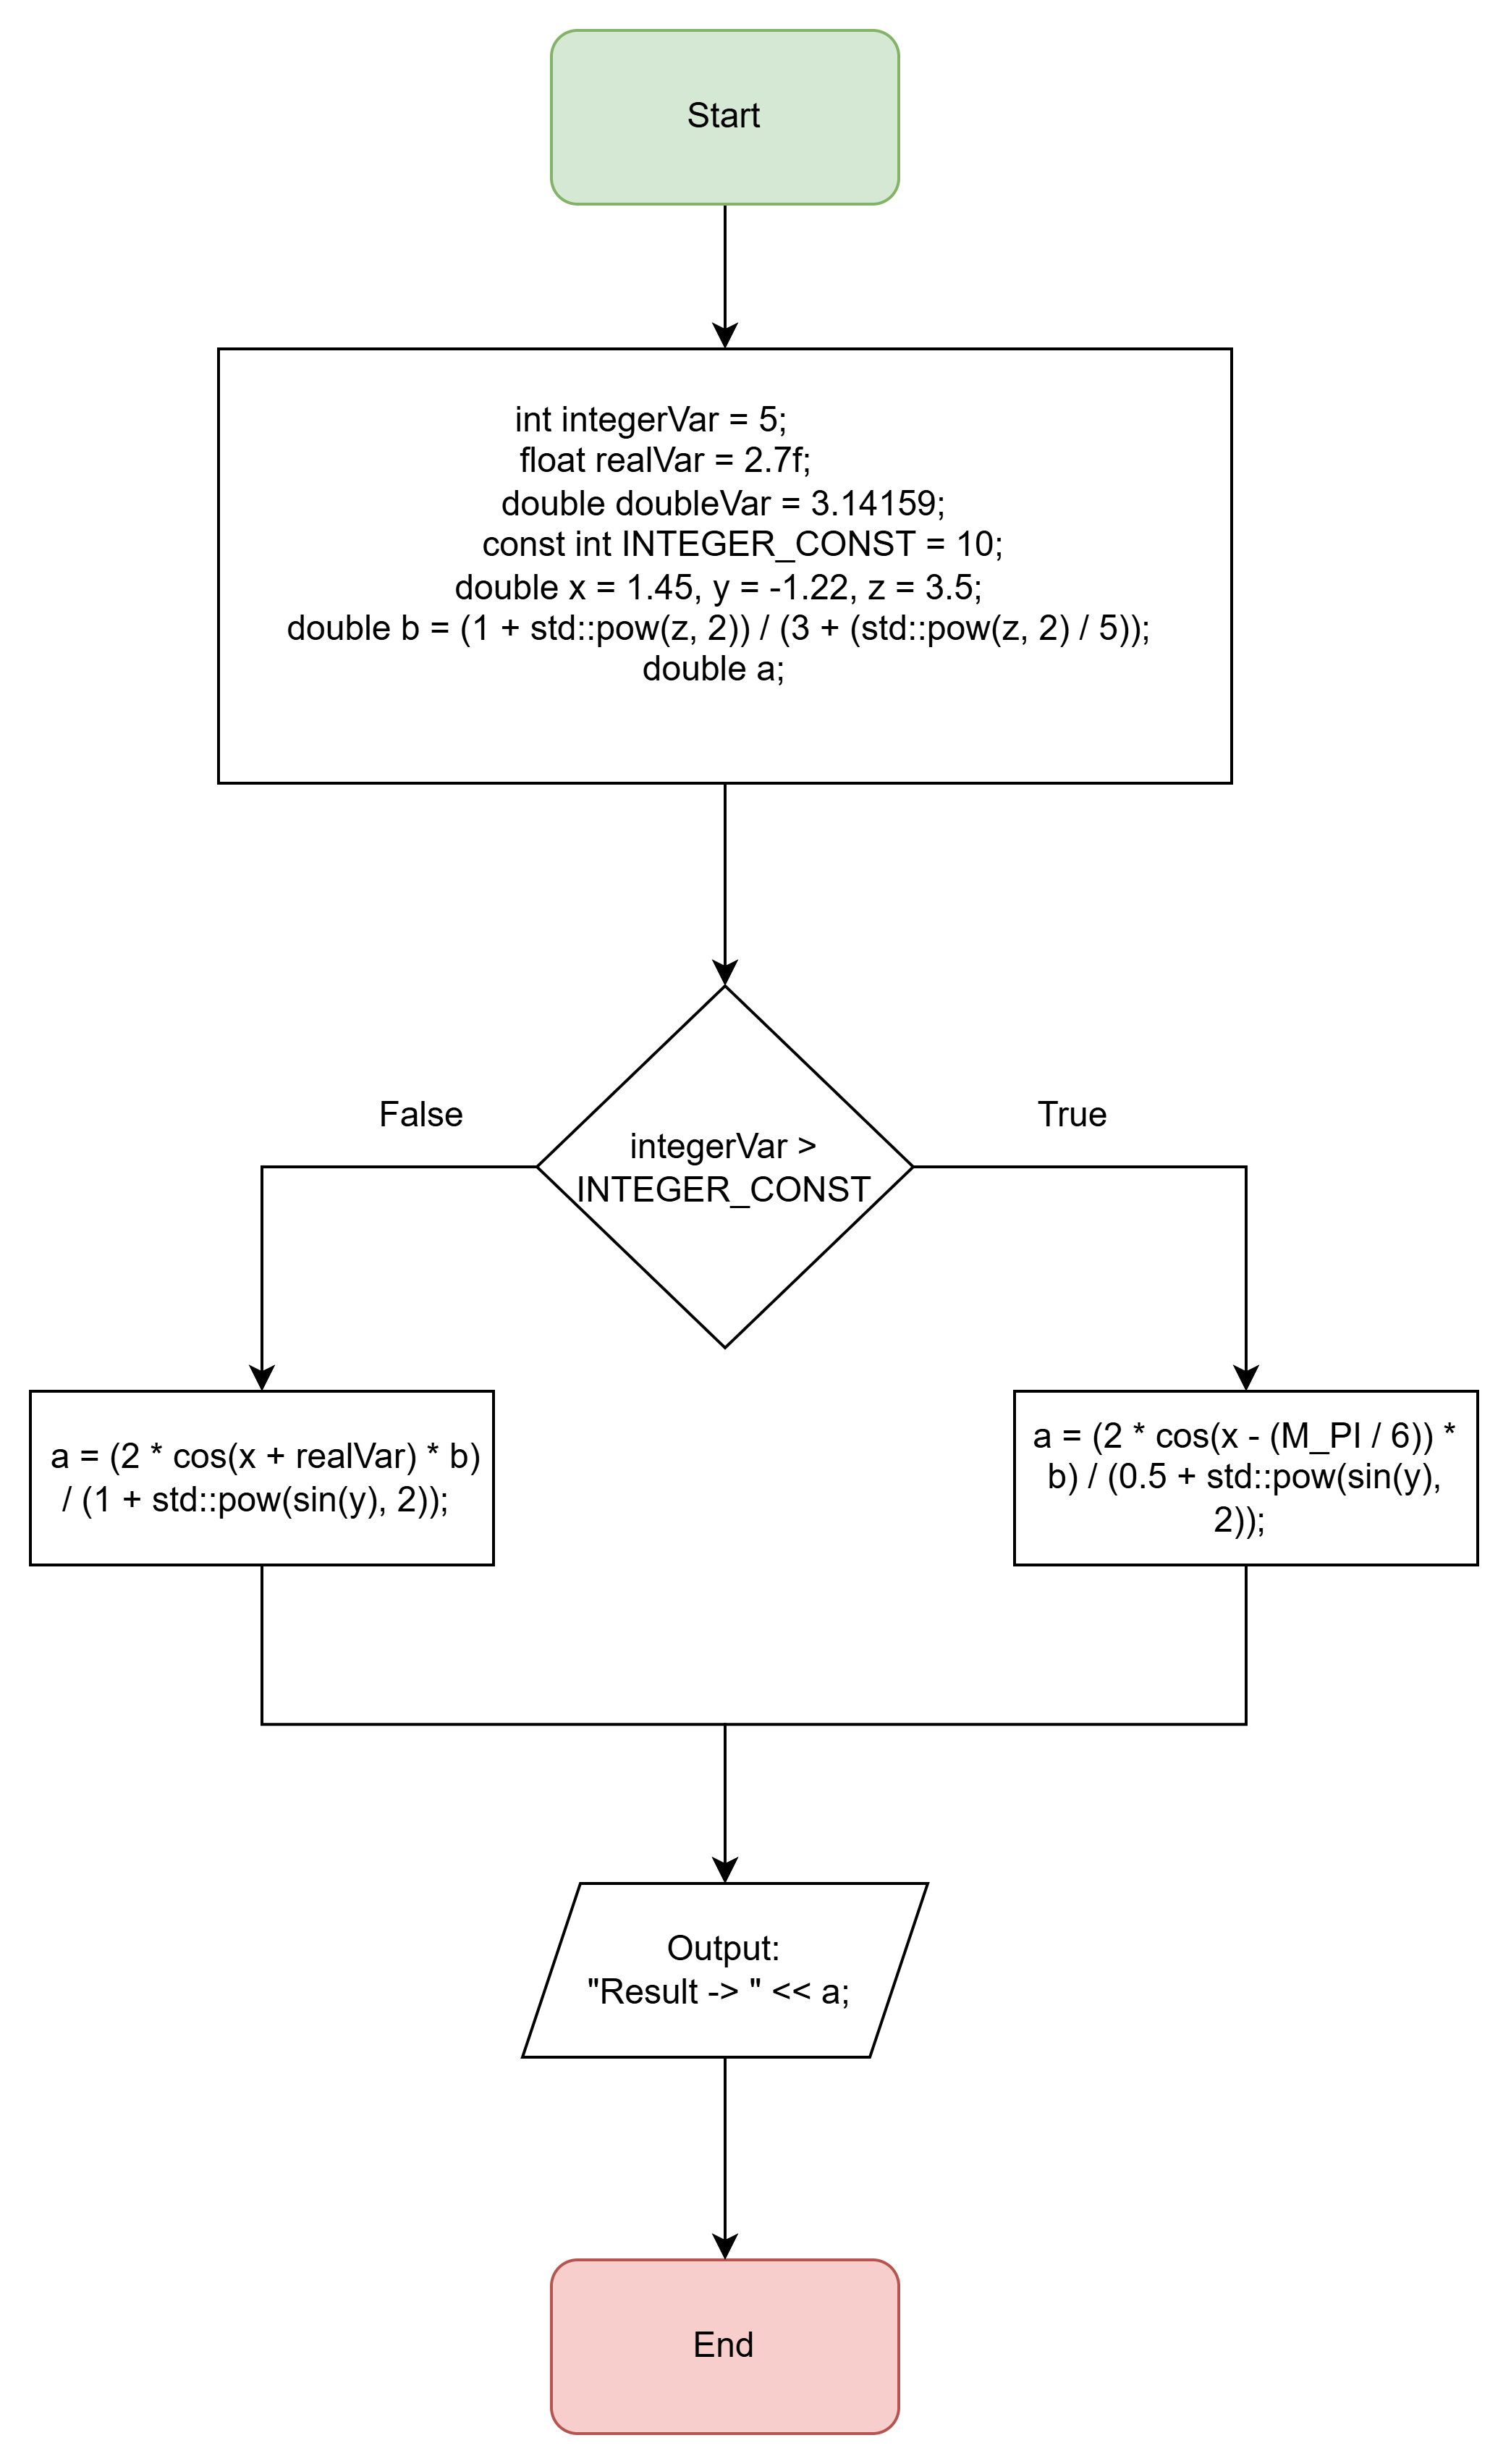 Start
int integerVar = 5;
float realVar = 2.7f;
double doubleVar = 3.14159;
const int INTEGER_CONST = 10;
double x = 1.45, y = -1.22, z = 3.5;
double b = (1 + std::pow(z, 2)) / (3 + (std::pow(z, 2) / 5));
double a;
False
True
integerVar >
INTEGER_CONST
a = (2 * cos(x + realVar) * b)
/ (1 + std::pow(sin(y), 2));
a = (2 * cos(x - (M_PI / 6)) *
b) / (0.5 + std::pow(sin(y),
2));
Output:
"Result -> " << a;
End